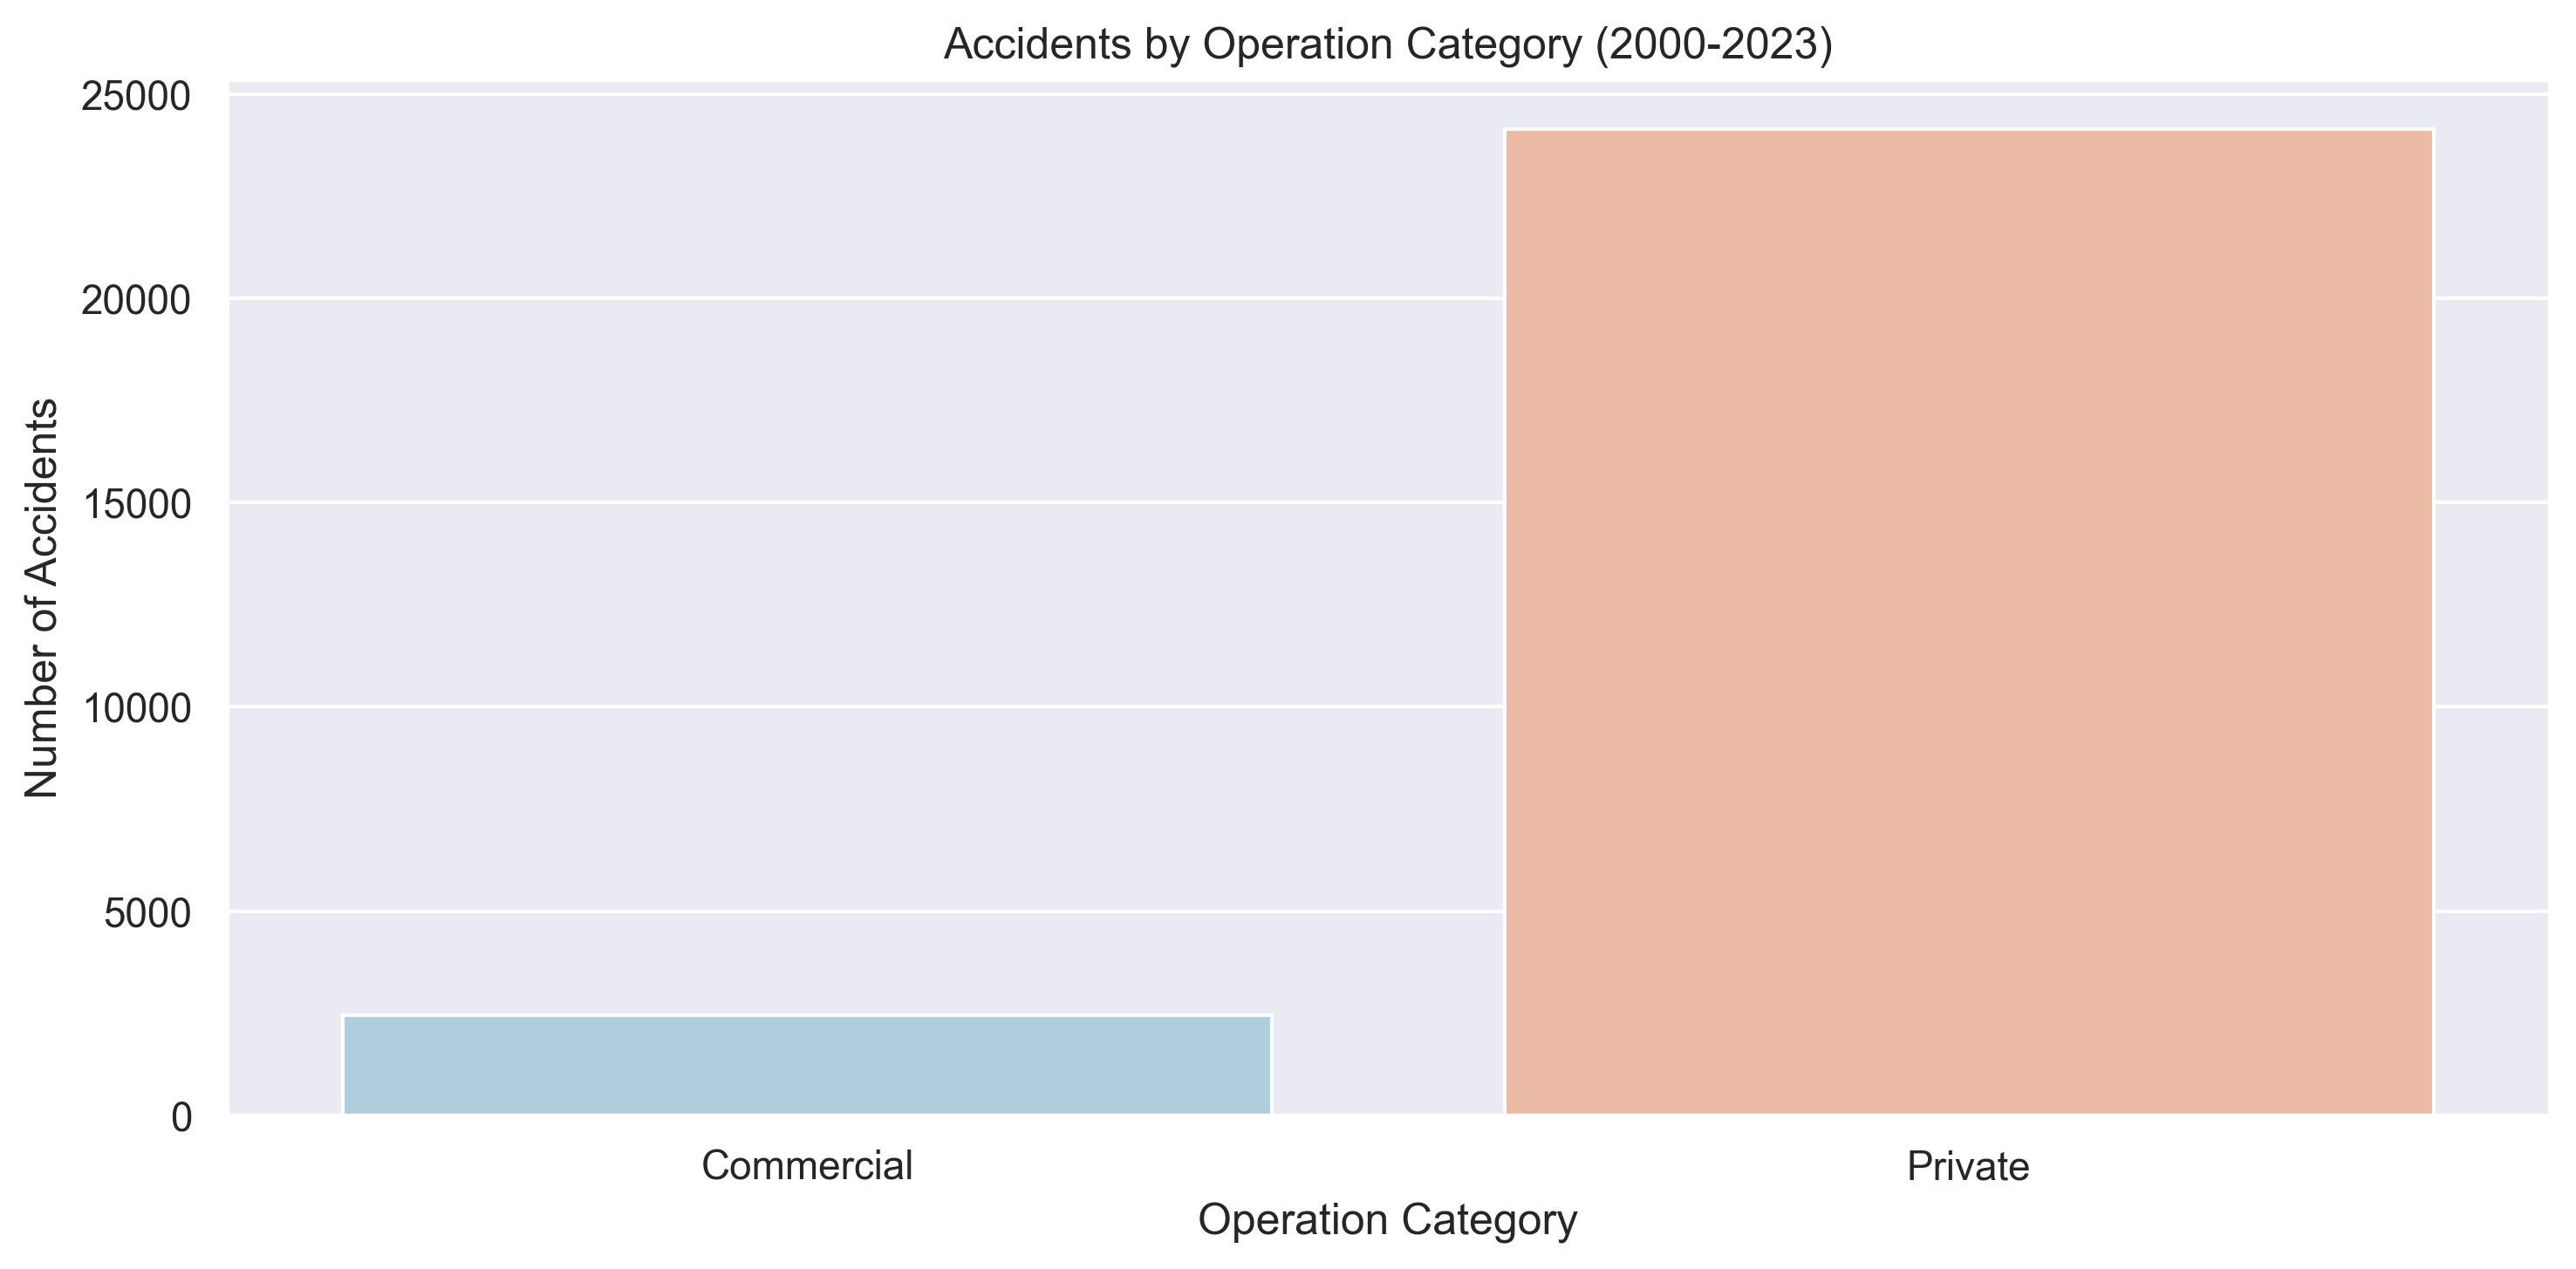 Accidents by Operation Category (2000-2023)
25000
20000
15000
10000
5000
0
Number of Accidents
Commercial
Private
Operation Category